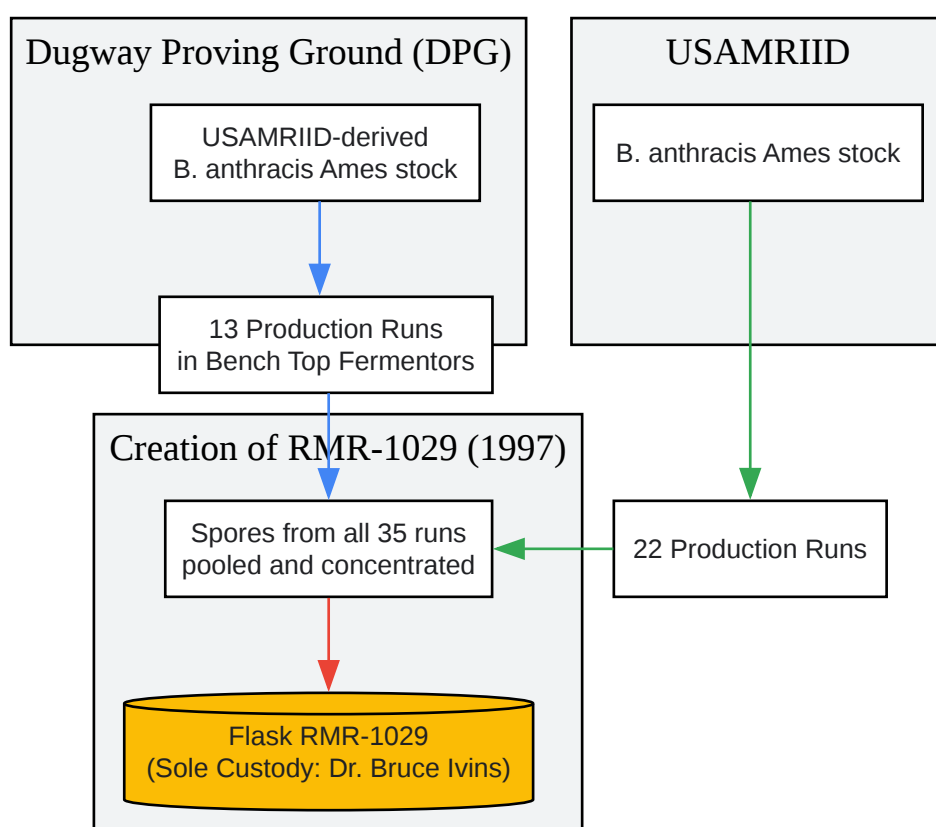 Dugway Proving Ground (DPG)
USAMRIID-derived
B. anthracis Ames stock
13 Production Runs
in Bench Top Fermentors
USAMRIID
B. anthracis Ames stock
22 Production Runs
Creation of RMR-1029 (1997)
Spores from all 35 runs
pooled and concentrated
Flask RMR-1029
(Sole Custody: Dr. Bruce Ivins)